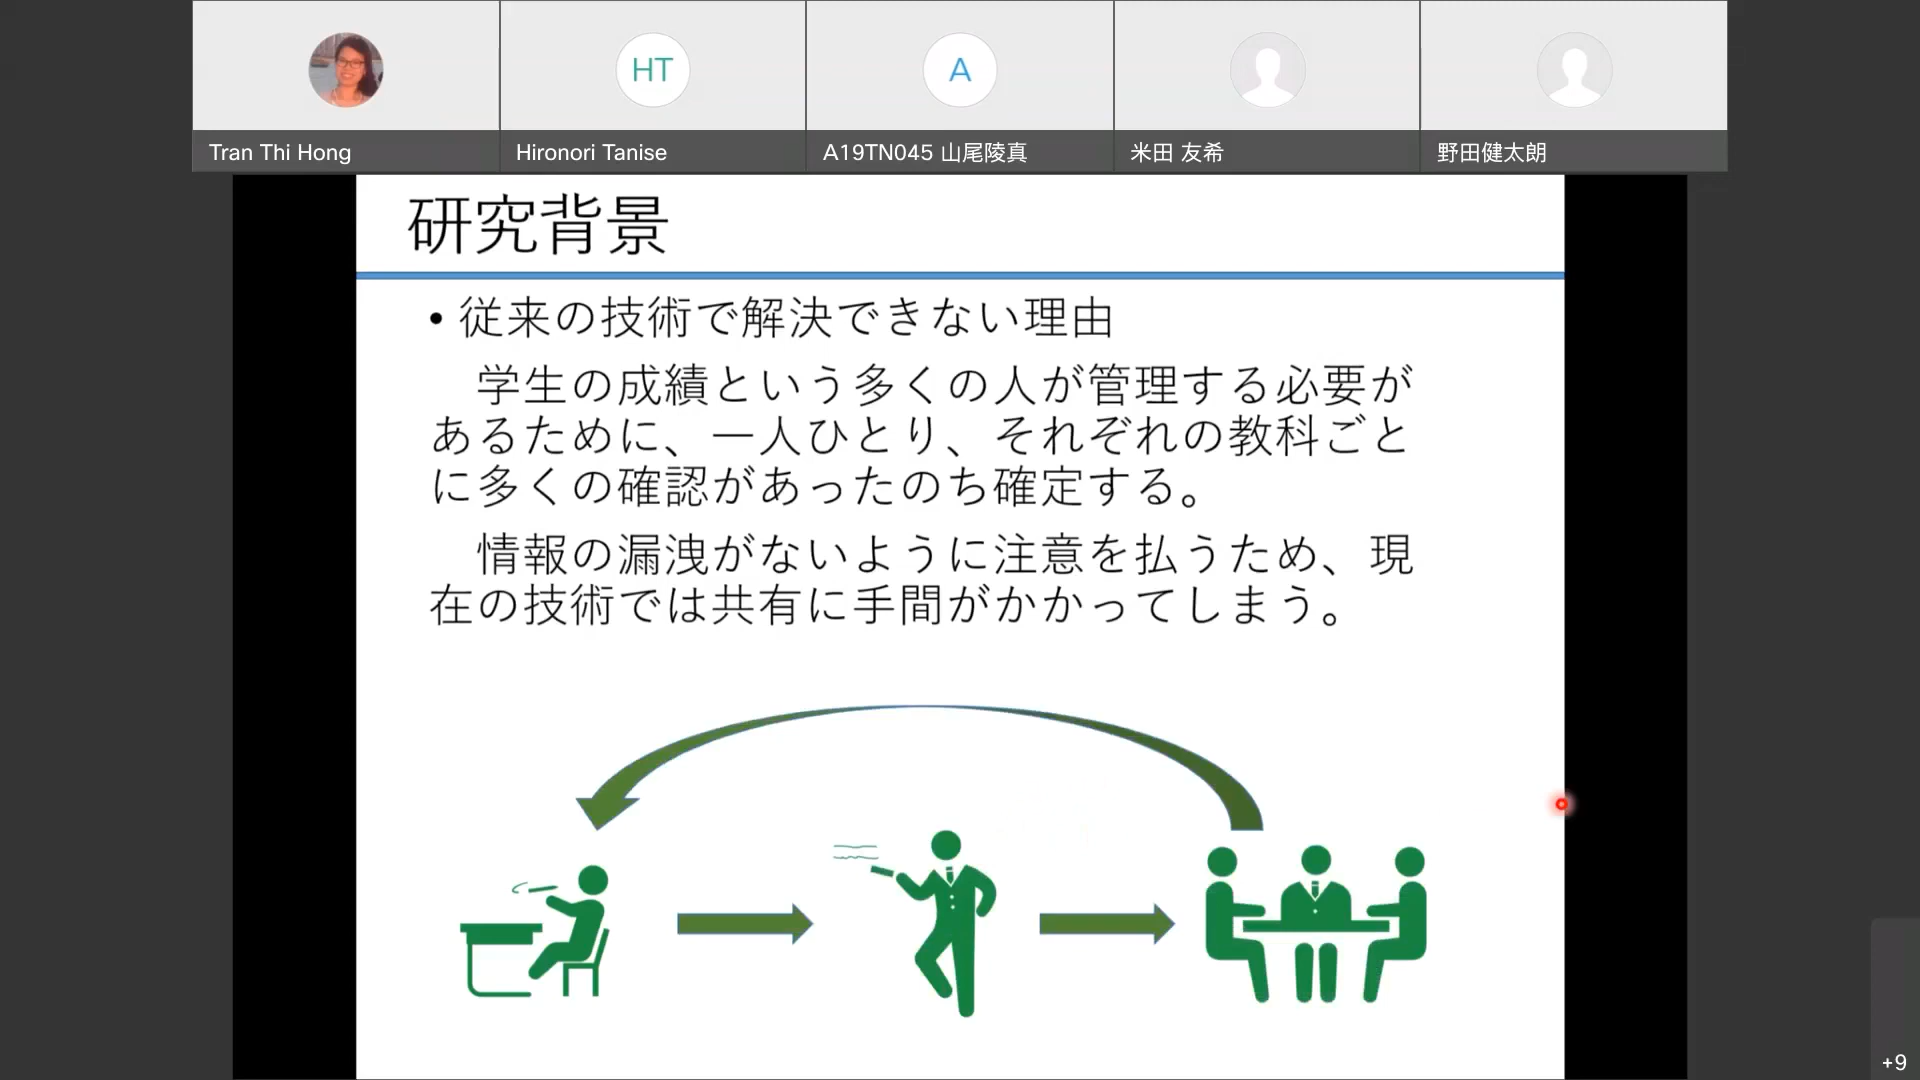 HT
A
Tran Thi Hong
Hironori Tanise
A19TN045 山尾陵真
米田 友希
野田健太朗
研究背景
• 従来の技術で解決できない理由
学生の成績という多くの人が管理する必要が
あるために、一人ひとり、それぞれの教科ごと
に多くの確認があったのち確定する。
情報の漏洩がないように注意を払うため、現
在の技術では共有に手間がかかってしまう。
+9